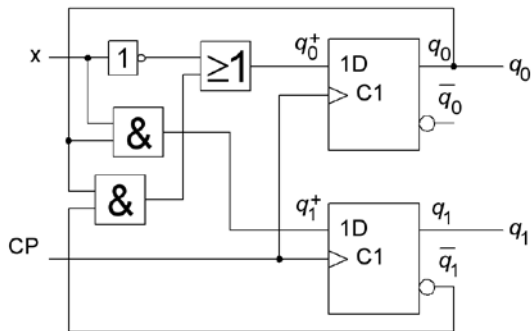 x
1
≥1
q₀⁺
1D
C1
q₀
q̅₀
q₀
&
&
CP
q₁⁺
1D
C1
q₁
q̅₁
q₁